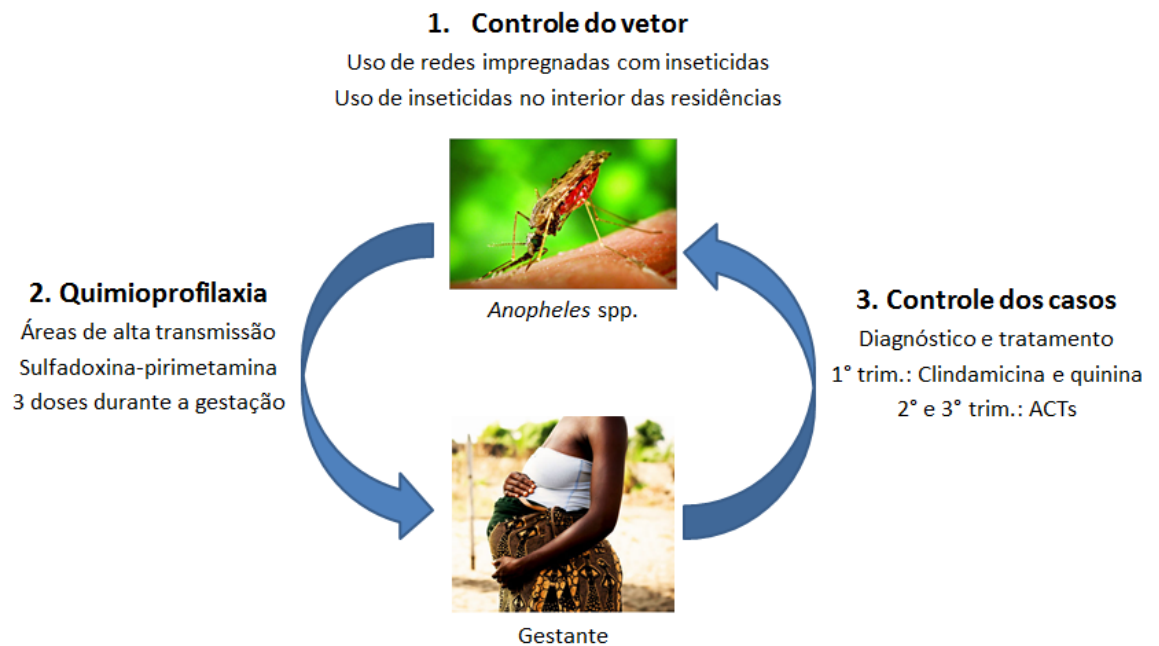 1. Controle do vetor
Uso de redes impregnadas com inseticidas
Uso de inseticidas no interior das residências
Anopheles spp.
2. Quimioprofilaxia
Áreas de alta transmissão
Sulfadoxina-pirimetamina
3 doses durante a gestação
3. Controle dos casos
Diagnóstico e tratamento
1° trim.: Clindamicina e quinina
2° e 3° trim.: ACTs
Gestante